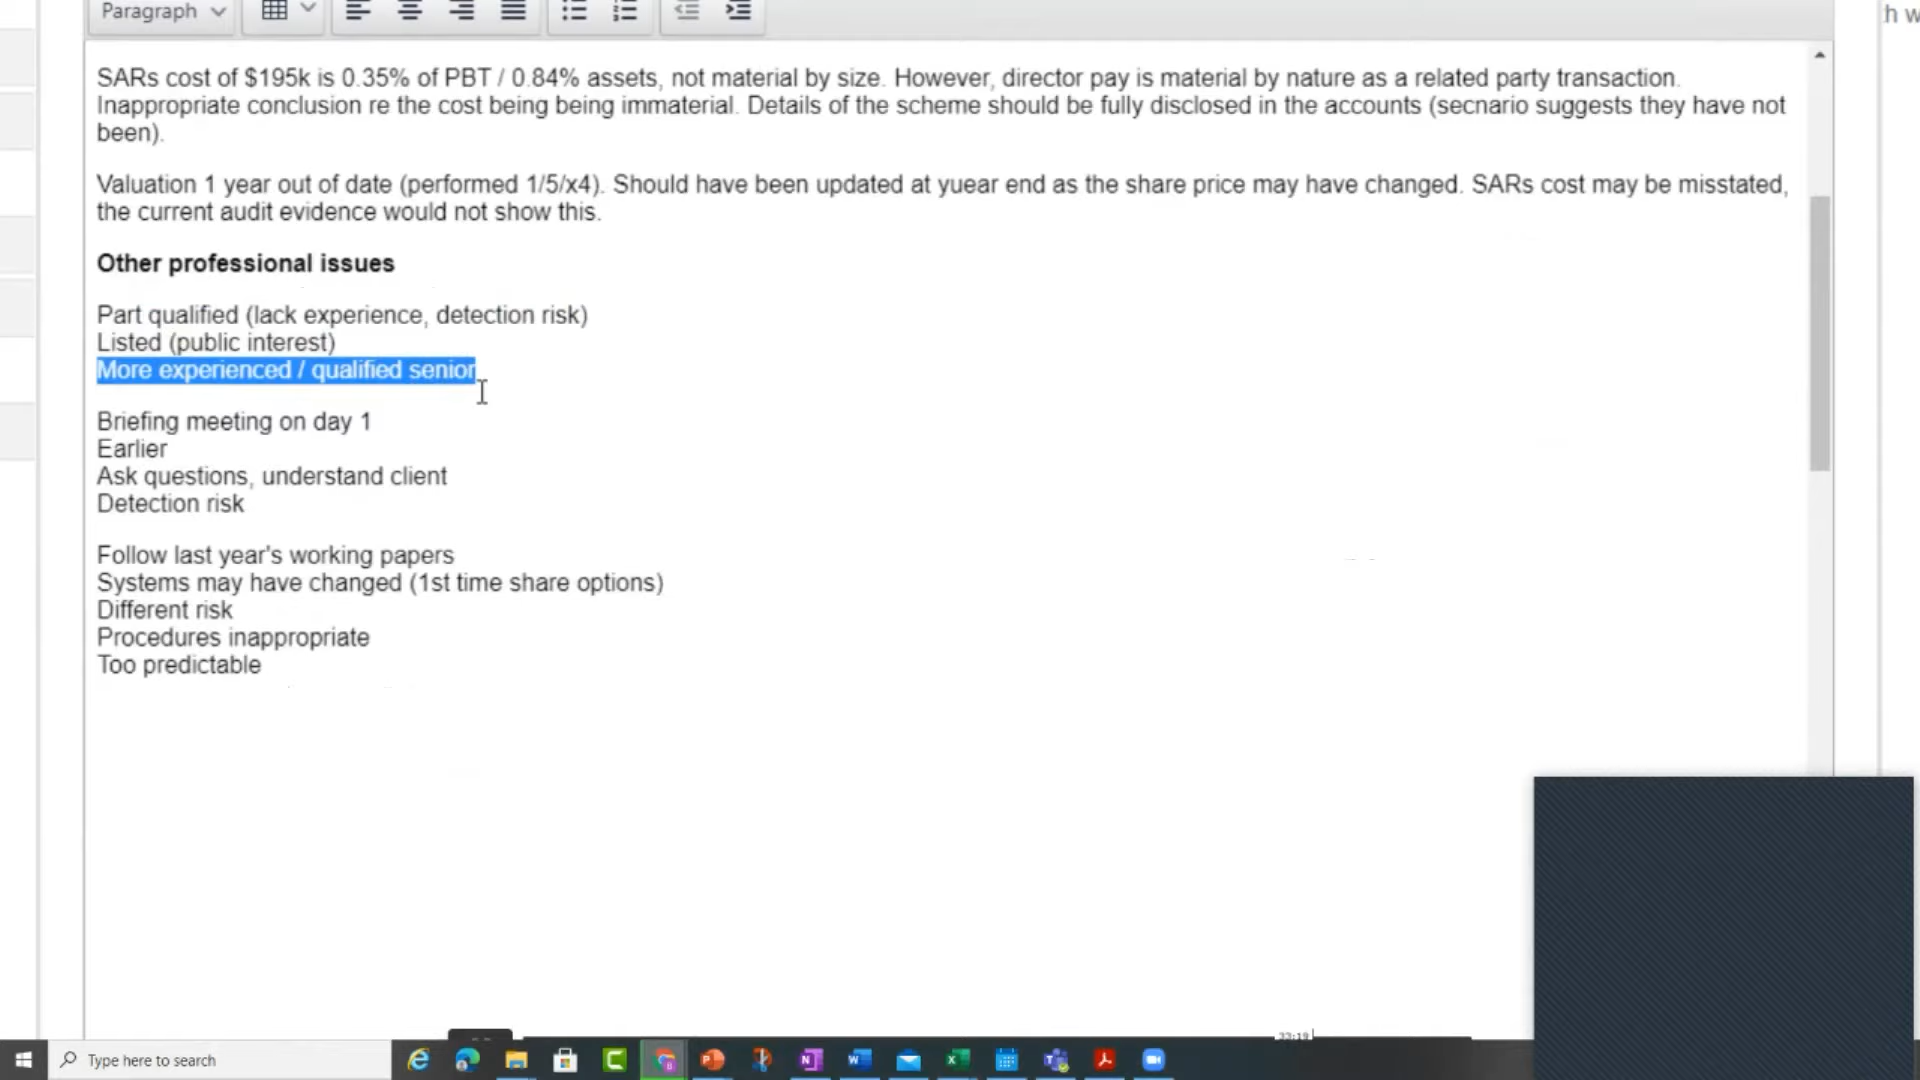 h w
Paragraph
SARs cost of $195k is 0.35% of PBT / 0.84% assets, not material by size. However, director pay is material by nature as a related party transaction.
Inappropriate conclusion re the cost being being immaterial. Details of the scheme should be fully disclosed in the accounts (secnario suggests they have not
been).
Valuation 1 year out of date (performed 1/5/x4). Should have been updated at yuear end as the share price may have changed. SARs cost may be misstated,
the current audit evidence would not show this.
Other professional issues
Part qualified (lack experience, detection risk)
Listed (public interest)
More experienced / qualified senior
Briefing meeting on day 1
Earlier
Ask questions, understand client
Detection risk
Follow last year's working papers
Systems may have changed (1st time share options)
Different risk
Procedures inappropriate
Too predictable
Type here to search